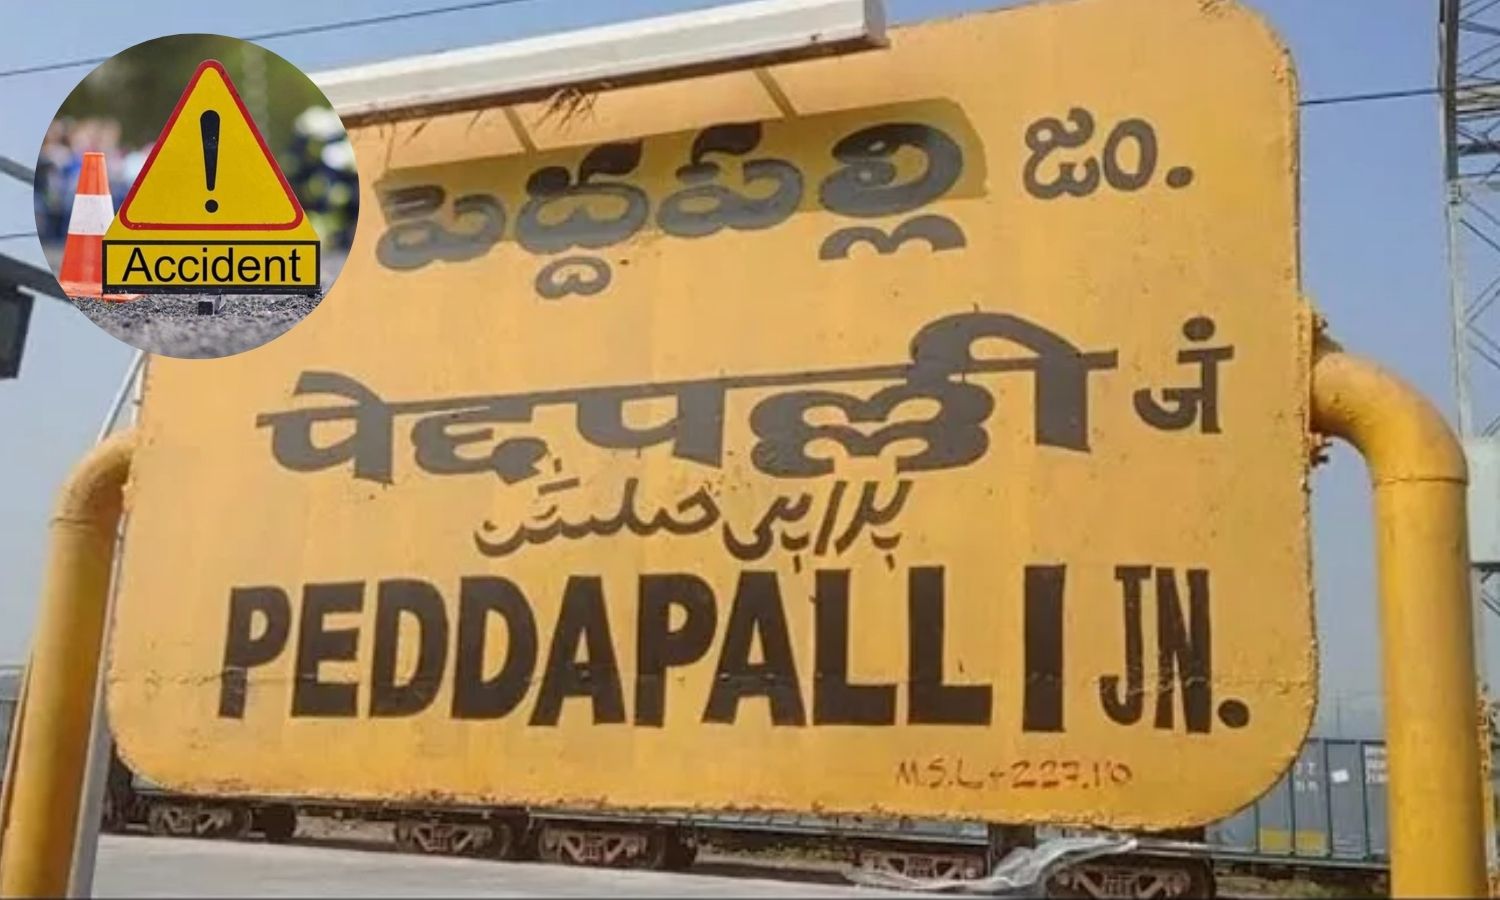 Accident
పెద్దపల్లి జం.
पेद्दपल्ली जं
PEDDAPALLI JN.
M.S.L+227.10